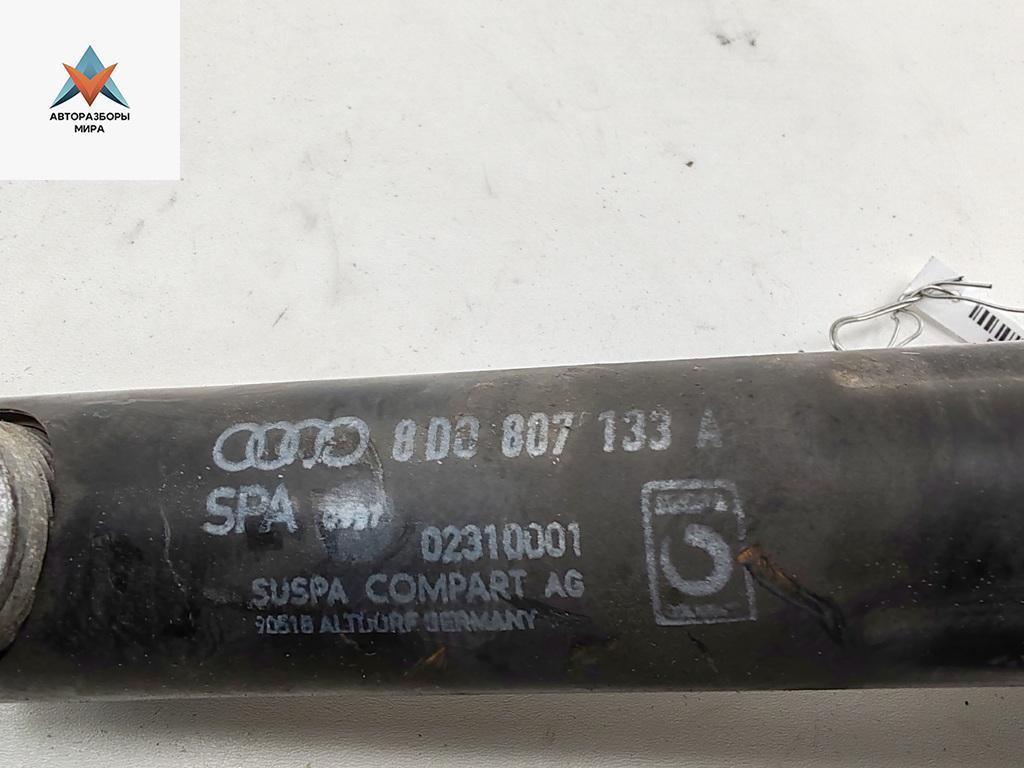 АВТОРАЗБОРЫ
МИРА
8D0 807 133 A
SPA
02310001
SUSPA COMPART AG
90518 ALTDORF GERMANY